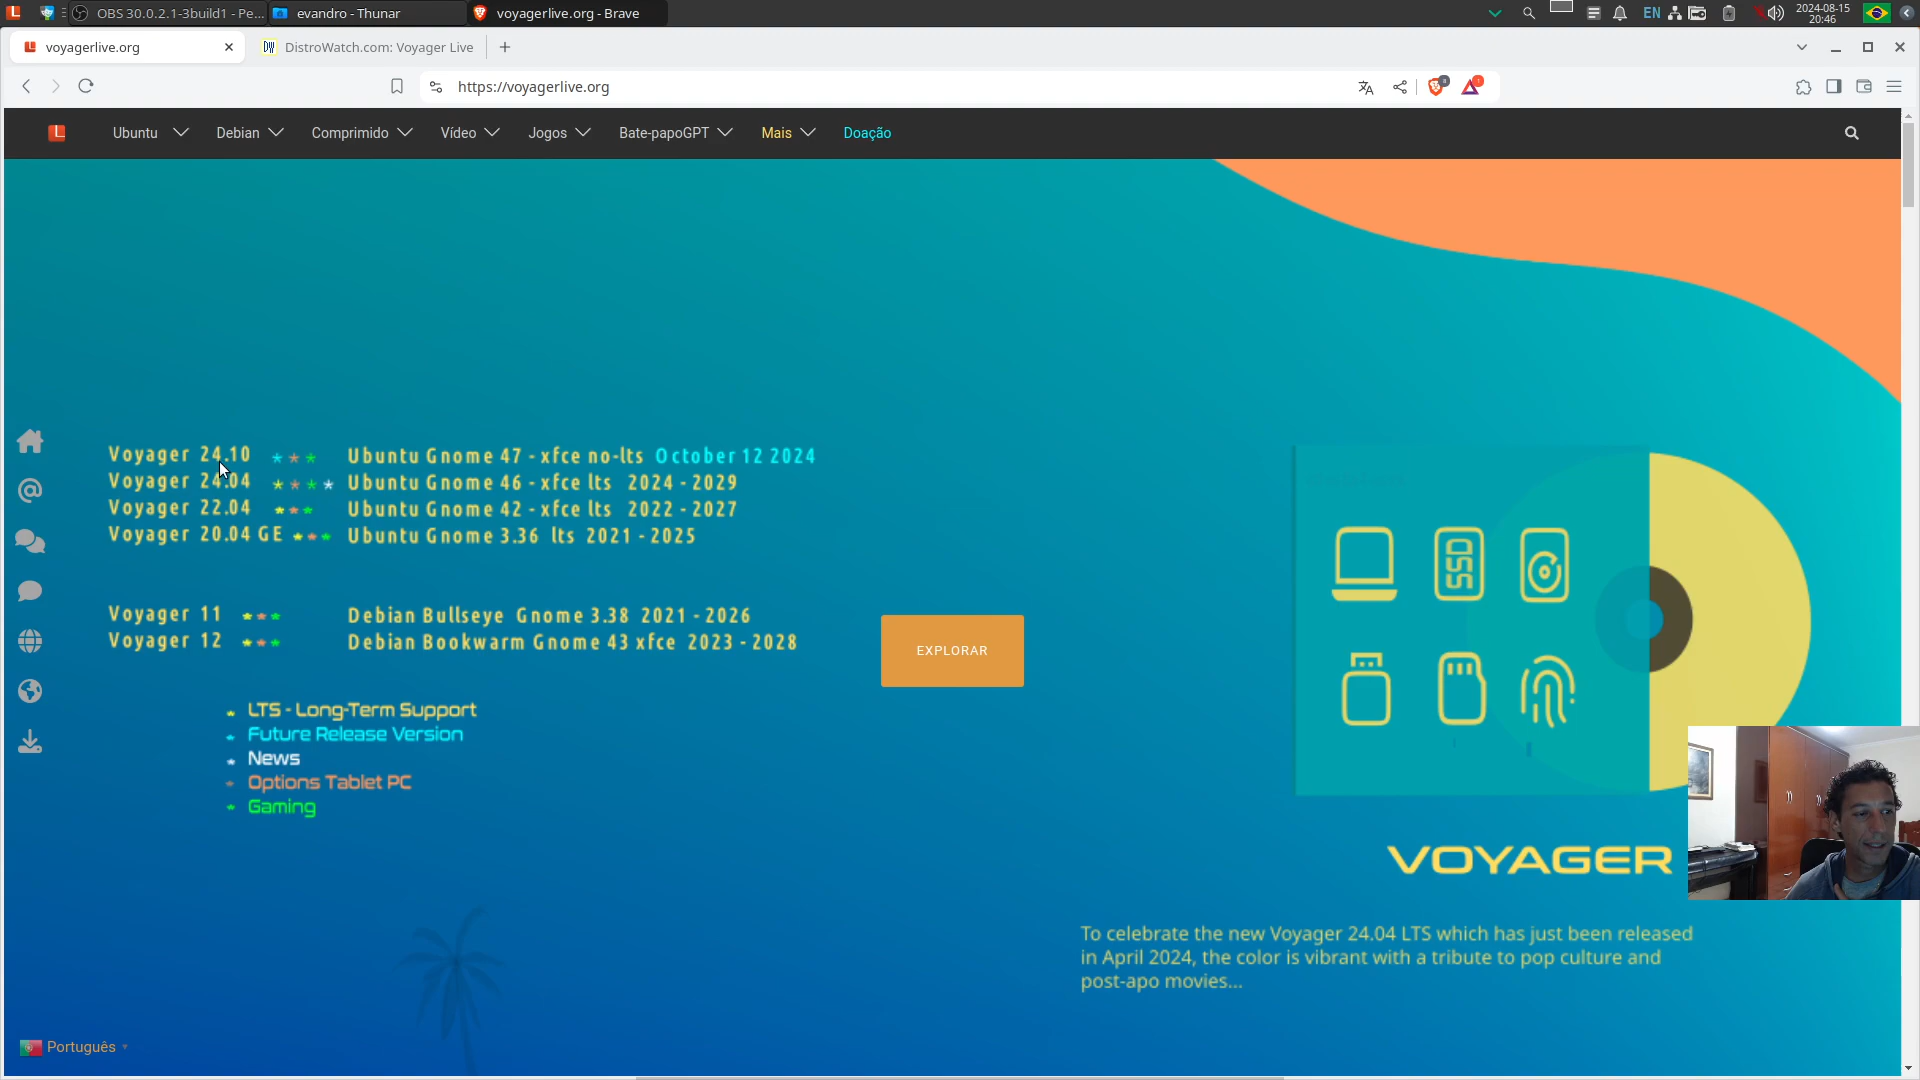 OBS 30.0.2.1-3build1 - Pe...
evandro - Thunar
voyagerlive.org - Brave
EN
2024-08-15
20:46
voyagerlive.org
DistroWatch.com: Voyager Live
https://voyagerlive.org
Ubuntu
Debian
Comprimido
Vídeo
Jogos
Bate-papoGPT
Mais
Doação
Voyager 24.10 *** Ubuntu Gnome 47 - xfce no-lts October 12 2024
Voyager 24.04 **** Ubuntu Gnome 46 - xfce lts 2024 - 2029
Voyager 22.04 *** Ubuntu Gnome 42 - xfce lts 2022 - 2027
Voyager 20.04 GE *** Ubuntu Gnome 3.36 lts 2021 - 2025
Voyager 11 *** Debian Bullseye Gnome 3.38 2021 - 2026
Voyager 12 *** Debian Bookwarm Gnome 43 xfce 2023 - 2028
EXPLORAR
* LTS - Long-Term Support
* Future Release Version
* News
* Options Tablet PC
* Gaming
SSD
VOYAGER
To celebrate the new Voyager 24.04 LTS which has just been released
in April 2024, the color is vibrant with a tribute to pop culture and
post-apo movies...
Português